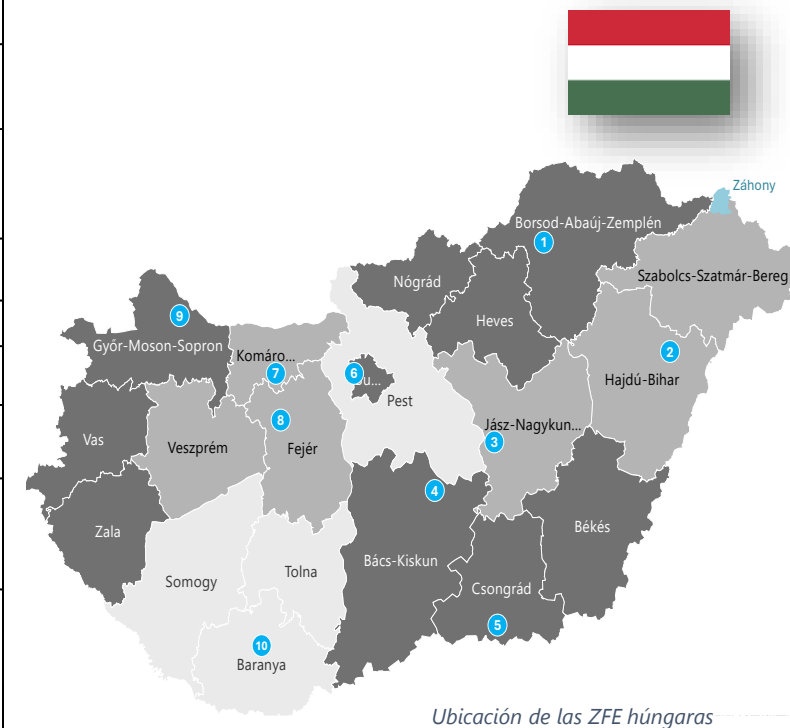 Záhony
Borsod-Abaúj-Zemplén
1
Szabolcs-Szatmár-Bereg
Nógrád
Heves
9
Győr-Moson-Sopron
Komáro...
7
6
u...
Pest
2
Hajdú-Bihar
8
Jász-Nagykun...
3
Vas
Veszprém
Fejér
4
Zala
Békés
Bács-Kiskun
Somogy
Tolna
Csongrád
5
10
Baranya
Ubicación de las ZFE húngaras